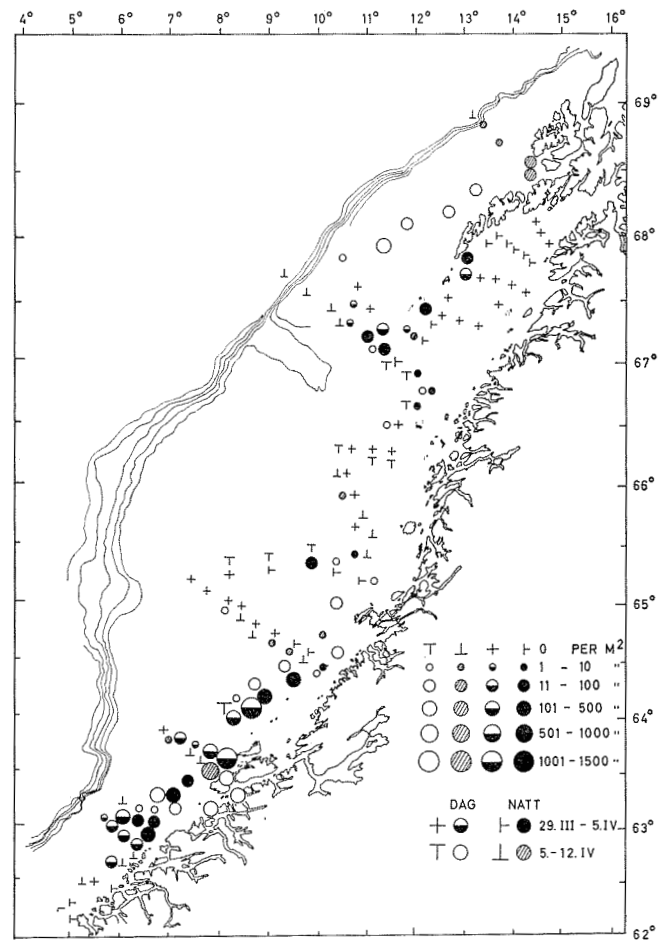 4° 5° 6° 7° 8° 9° 10° 11° 12° 13° 14° 15° 16°
69°
68°
67°
66°
65°
64°
63°
62°
0 PER M²
1 - 10 "
11 - 100 "
101 - 500 "
501 - 1000 "
1001 - 1500 "
DAG NATT
29. III - 5. IV
5. - 12. IV